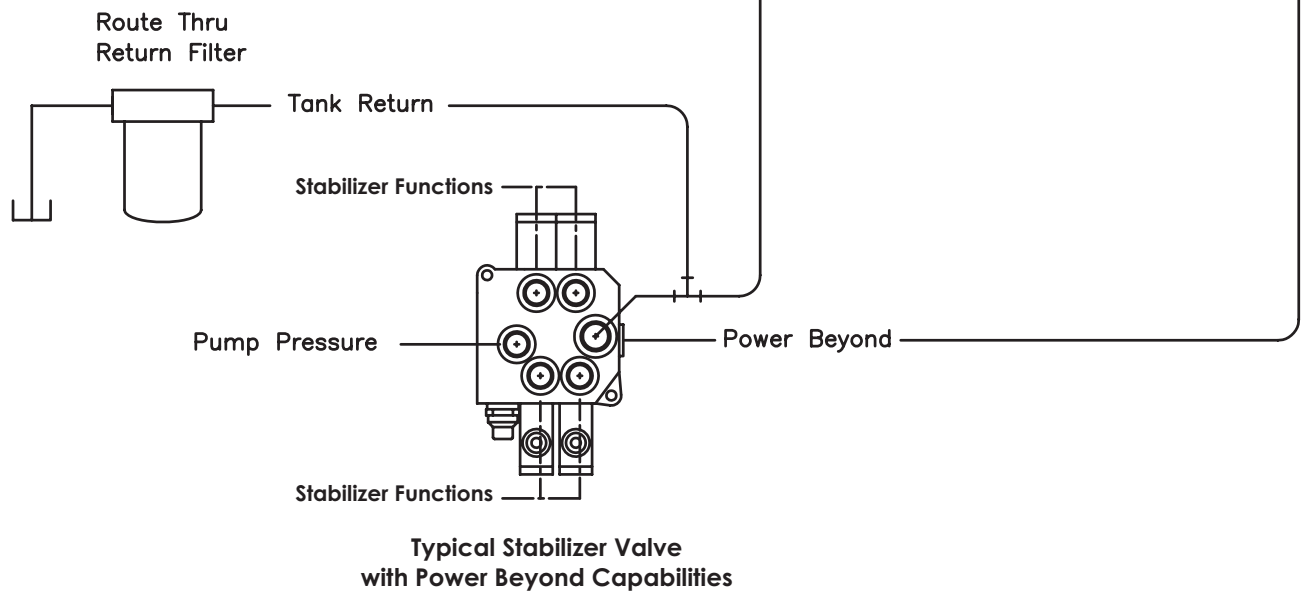 Route Thru
Return Filter
Tank Return
Stabilizer Functions
Pump Pressure
Power Beyond
Stabilizer Functions
Typical Stabilizer Valve
with Power Beyond Capabilities